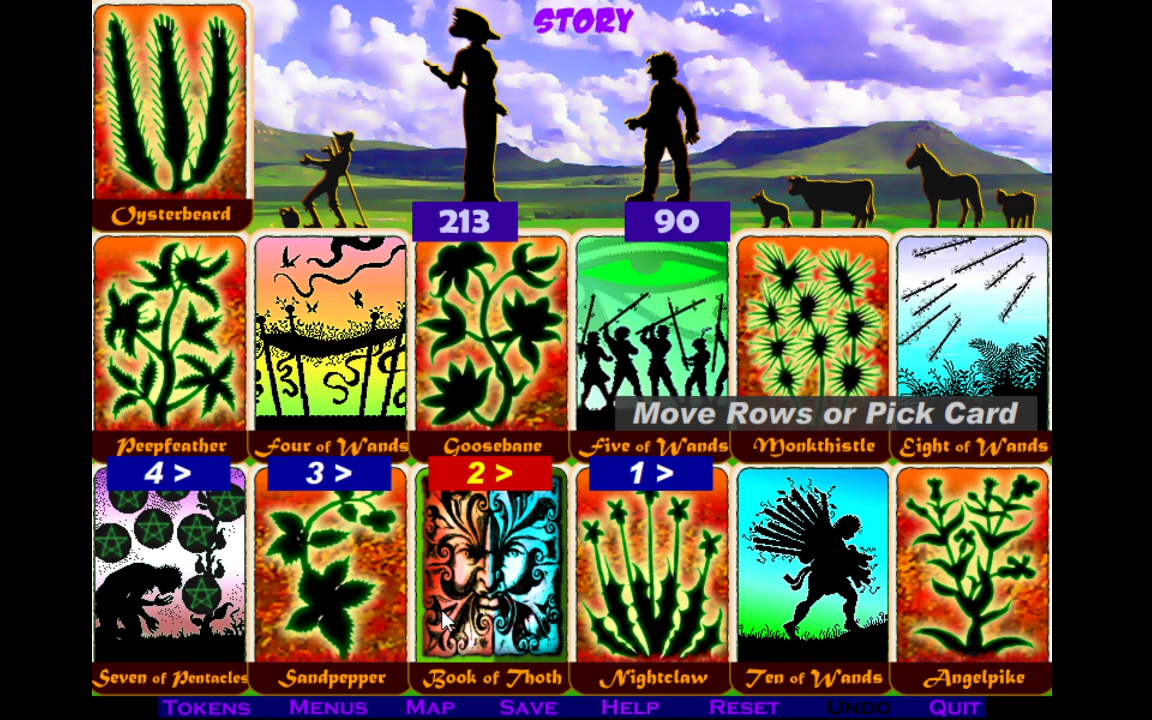 STORY
Oysterbeard
213
90
Move Rows or Pick Card
Peepfeather
Four of Wands
Goosebane
Five of Wands
Monkthistle
Eight of Wands
4 >
3 >
2 >
1 >
Seven of Pentacles
Sandpepper
Book of Thoth
Nightclaw
Ten of Wands
Angelpike
TOKENS MENUS MAP SAVE HELP RESET UNDO QUIT